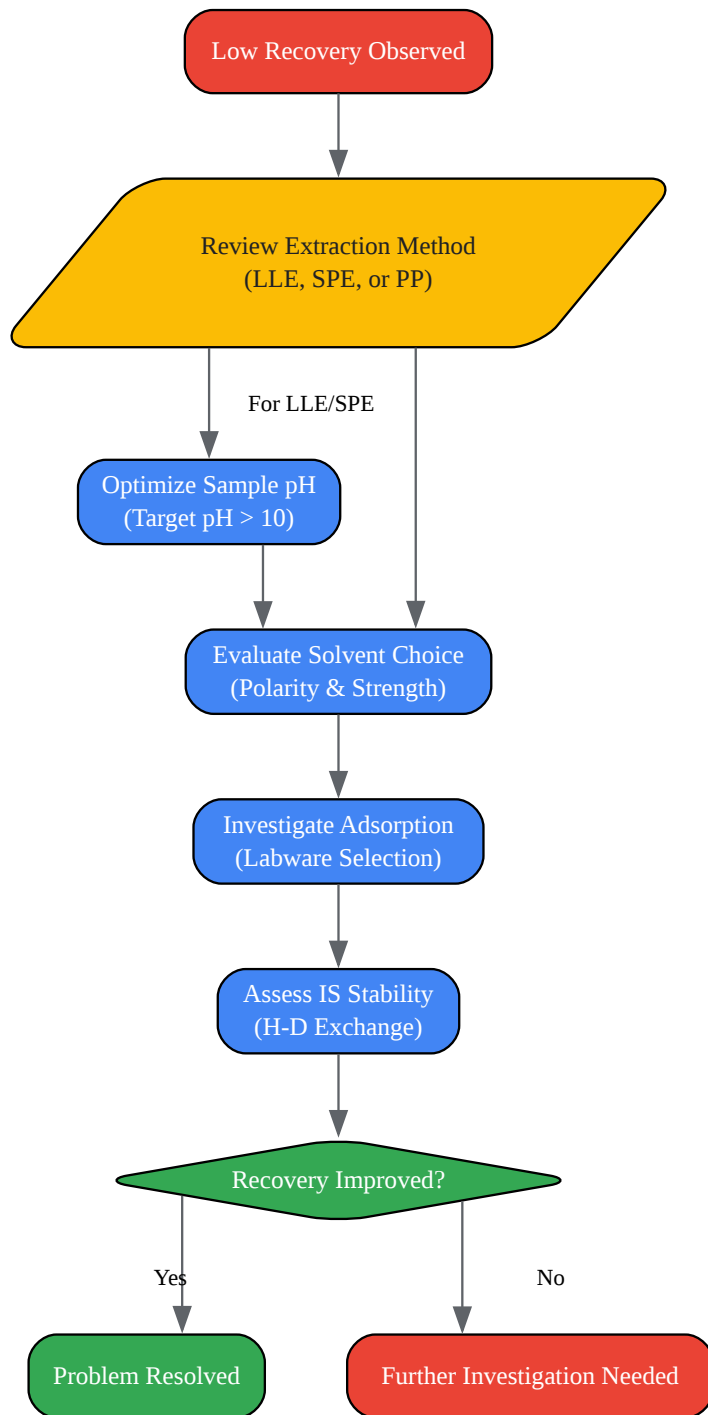 Low Recovery Observed
Review Extraction Method
(LLE, SPE, or PP)
For LLE/SPE
Optimize Sample pH
(Target pH > 10)
Evaluate Solvent Choice
(Polarity & Strength)
Investigate Adsorption
(Labware Selection)
Assess IS Stability
(H-D Exchange)
Recovery Improved?
Yes
No
Problem Resolved
Further Investigation Needed